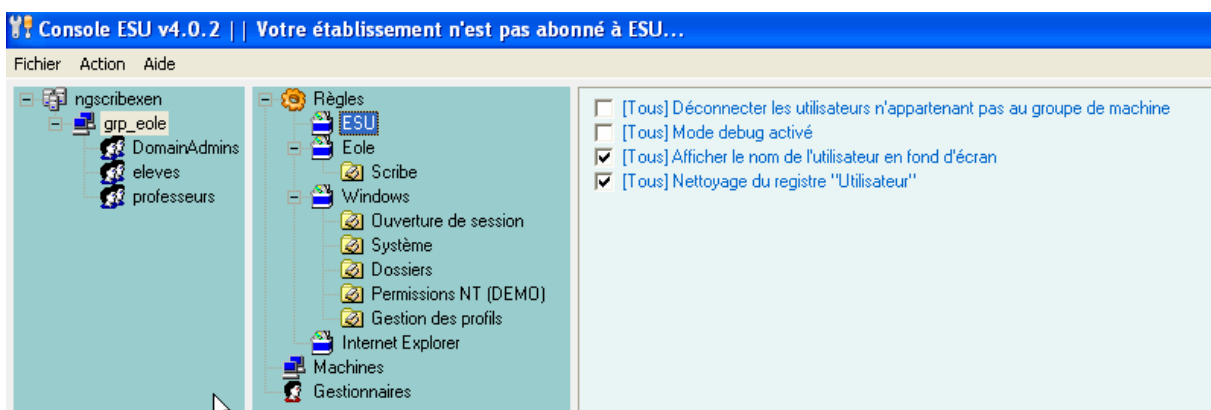 Console ESU v4.0.2 || Votre établissement n'est pas abonné à ESU...
Fichier Action Aide
ngscribexen
grp_eole
DomainAdmins
eleves
professeurs
Règles
ESU
Eole
Scribe
Windows
Ouverture de session
Système
Dossiers
Permissions NT (DEMO)
Gestion des profils
Internet Explorer
Machines
Gestionnaires
[Tous] Déconnecter les utilisateurs n'appartenant pas au groupe de machine
[Tous] Mode debug activé
[Tous] Afficher le nom de l'utilisateur en fond d'écran
[Tous] Nettoyage du registre "Utilisateur"